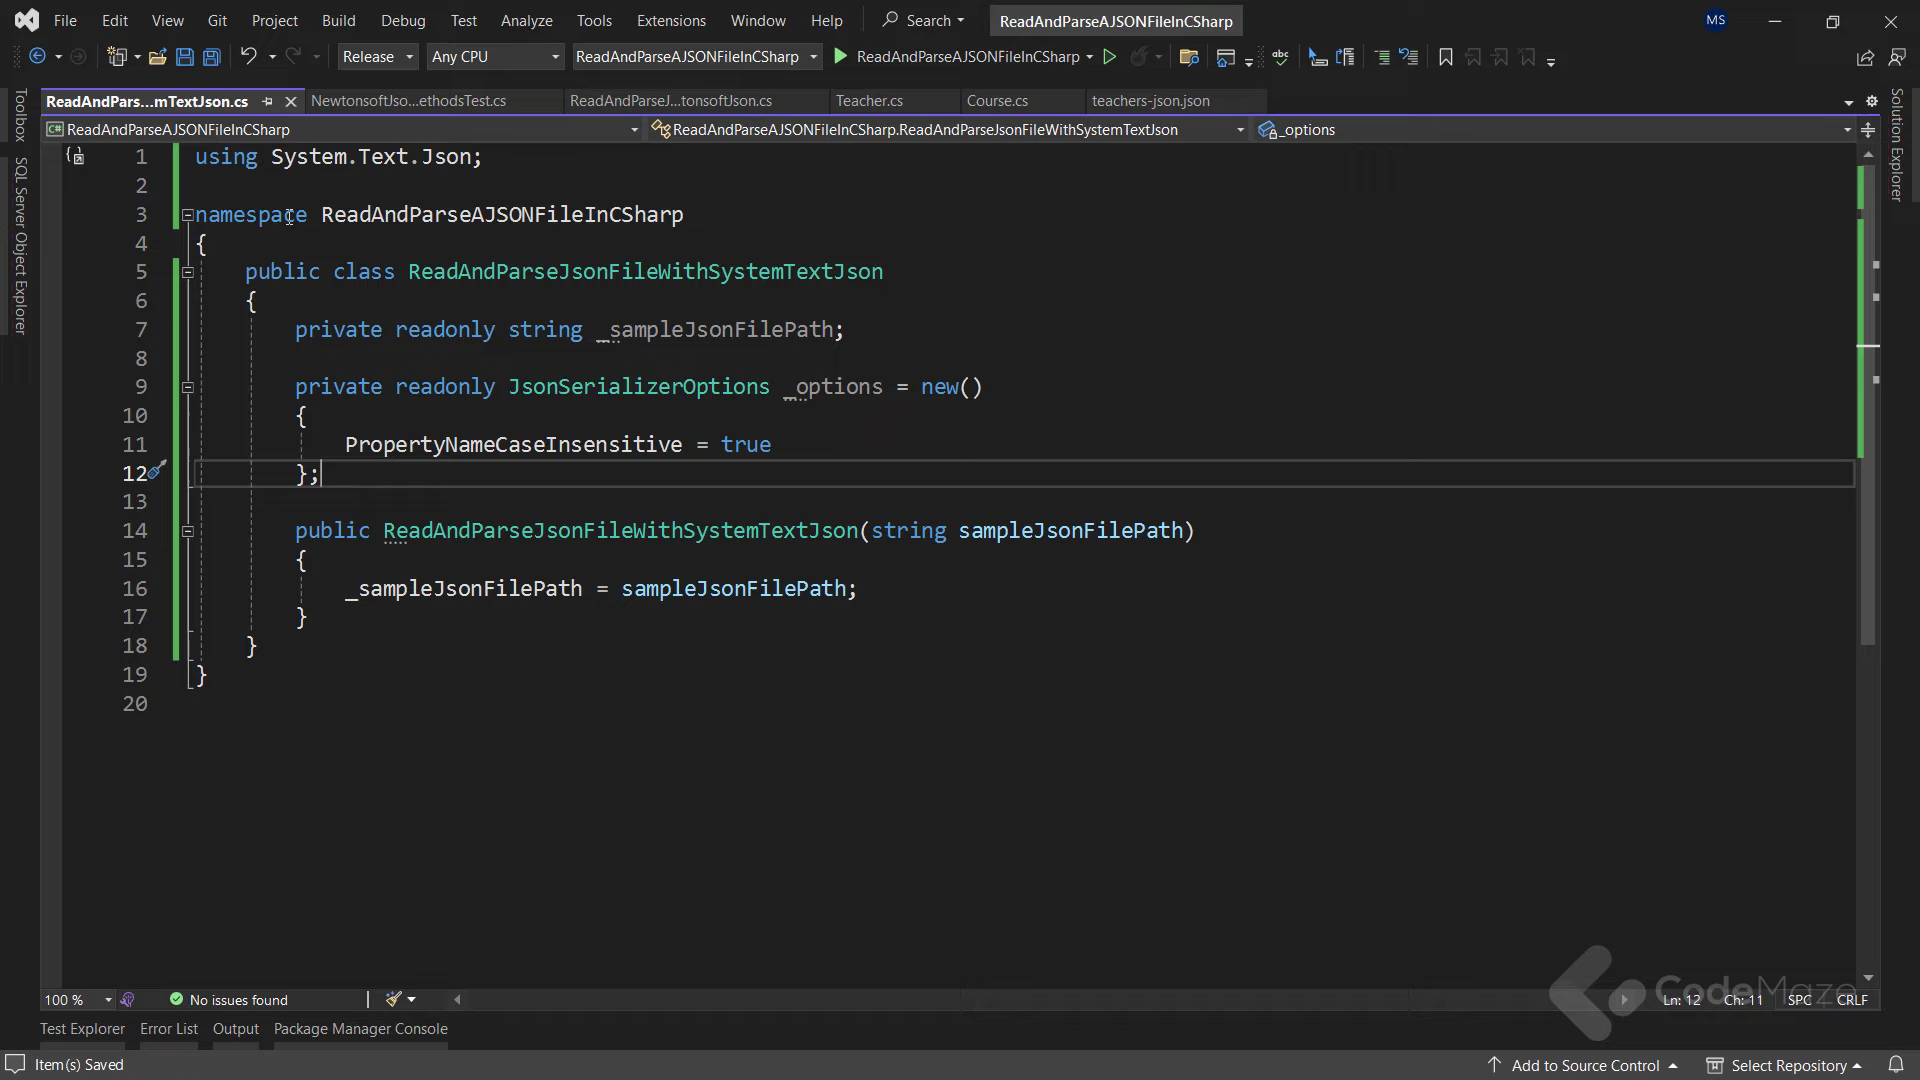 File Edit View Git Project Build Debug Test Analyze Tools Extensions Window Help Search ReadAndParseAJSONFileInCSharp MS
Release Any CPU ReadAndParseAJSONFileInCSharp ReadAndParseAJSONFileInCSharp abc
ReadAndPars...mTextJson.cs NewtonsoftJso...ethodsTest.cs ReadAndParseJ...tonsoftJson.cs Teacher.cs Course.cs teachers-json.json
C# ReadAndParseAJSONFileInCSharp ReadAndParseAJSONFileInCSharp.ReadAndParseJsonFileWithSystemTextJson _options
Toolbox
SQL Server Object Explorer
Solution Explorer
1 using System.Text.Json;
2
3 namespace ReadAndParseAJSONFileInCSharp
4 {
5 public class ReadAndParseJsonFileWithSystemTextJson
6 {
7 private readonly string _sampleJsonFilePath;
8
9 private readonly JsonSerializerOptions _options = new()
10 {
11 PropertyNameCaseInsensitive = true
12 };
13
14 public ReadAndParseJsonFileWithSystemTextJson(string sampleJsonFilePath)
15 {
16 _sampleJsonFilePath = sampleJsonFilePath;
17 }
18 }
19 }
20
CodeMaze
100 % No issues found Ln: 12 Ch: 11 SPC CRLF
Test Explorer Error List Output Package Manager Console
Item(s) Saved Add to Source Control Select Repository